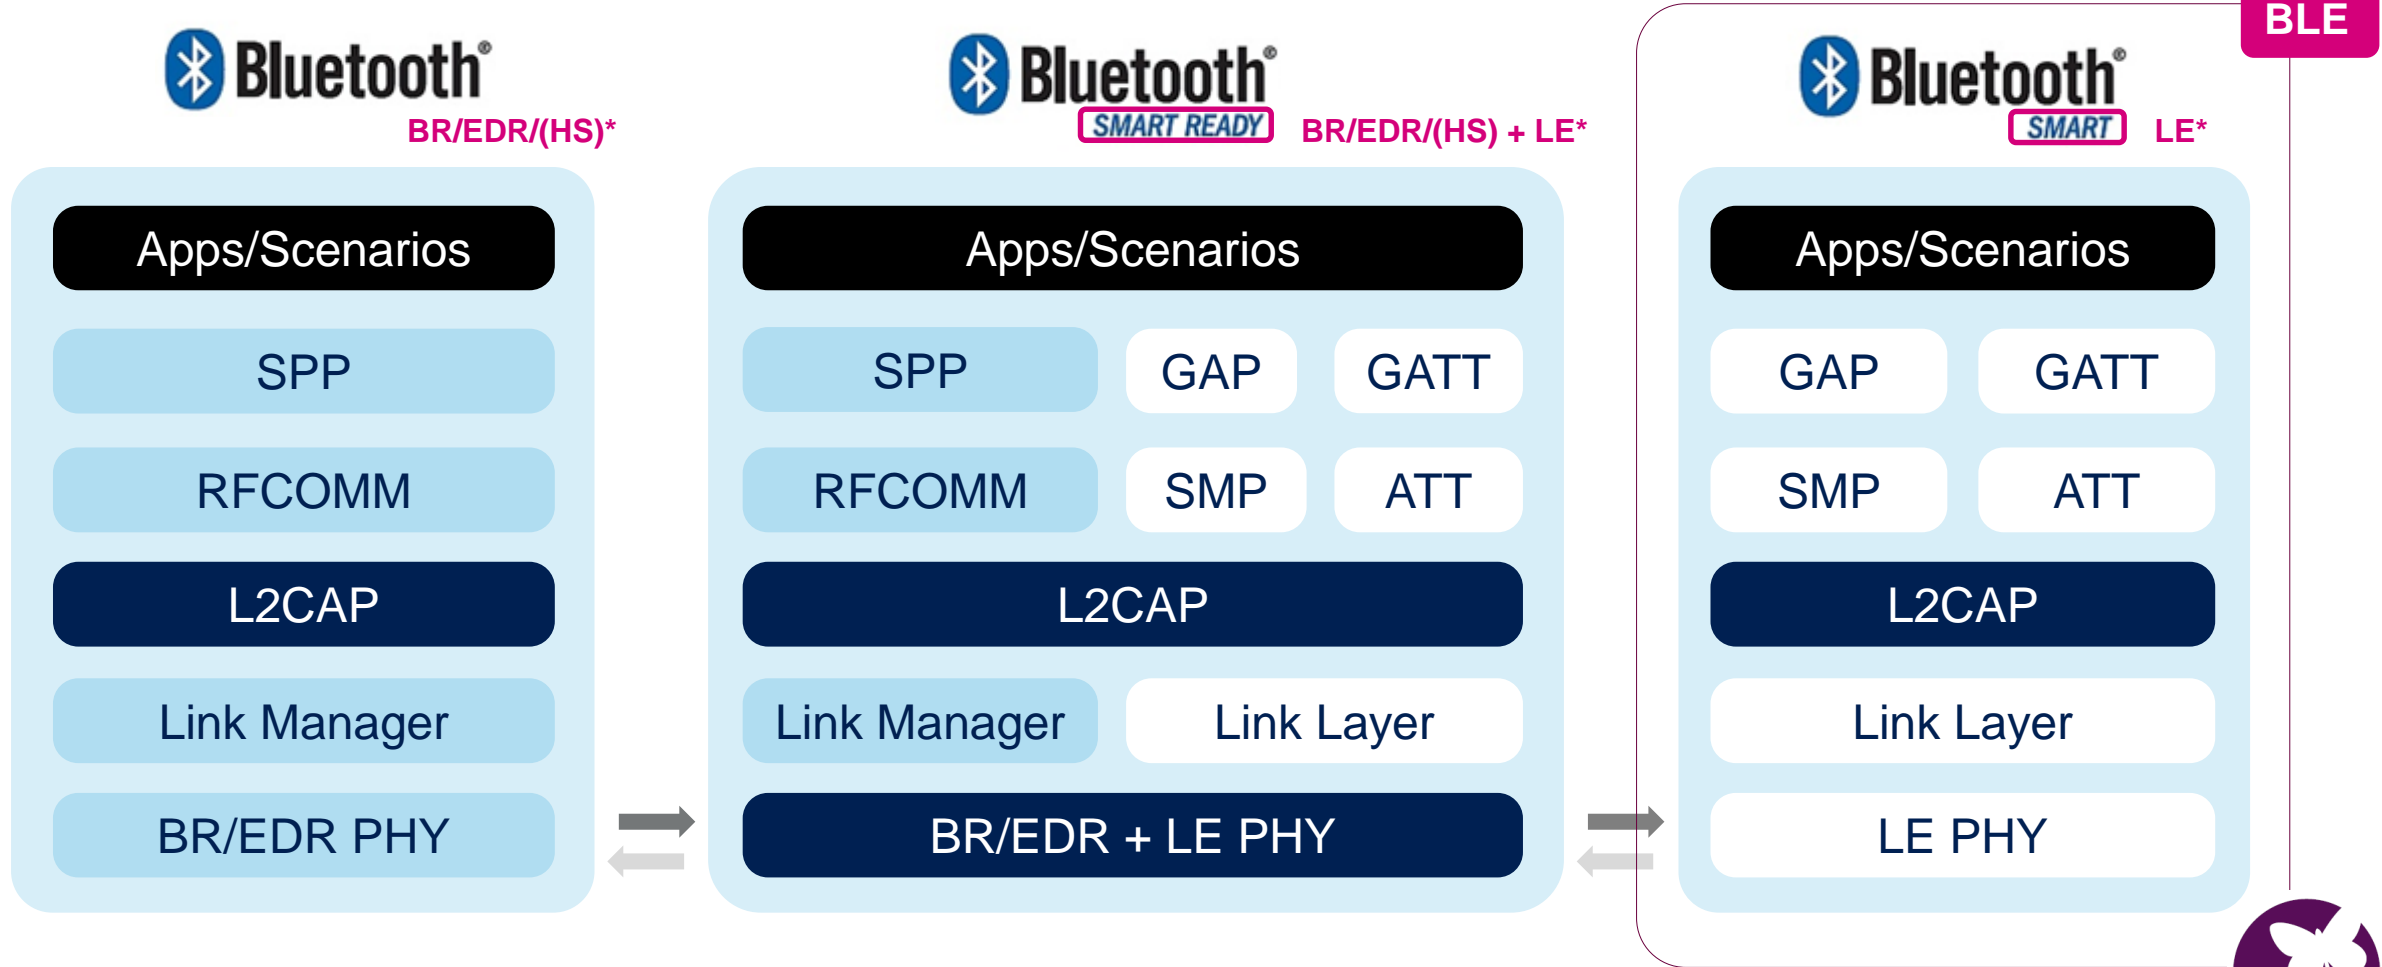 BLE
Bluetooth®
BR/EDR/(HS)*
Apps/Scenarios
SPP
RFCOMM
L2CAP
Link Manager
BR/EDR PHY
Bluetooth®
SMART READY BR/EDR/(HS) + LE*
Apps/Scenarios
SPP GAP GATT
RFCOMM SMP ATT
L2CAP
Link Manager Link Layer
BR/EDR + LE PHY
Bluetooth®
SMART LE*
Apps/Scenarios
GAP GATT
SMP ATT
L2CAP
Link Layer
LE PHY